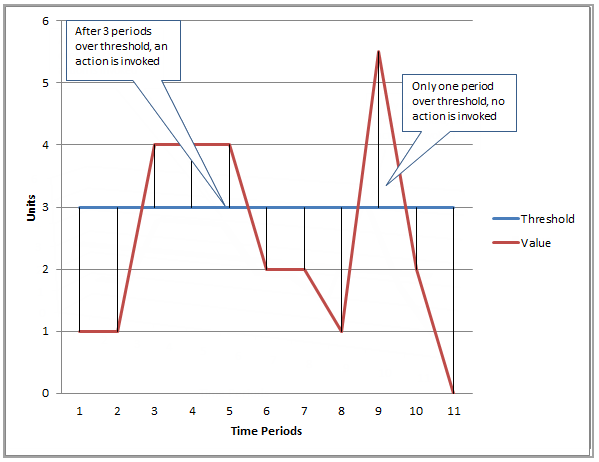 After 3 periods
over threshold, an
action is invoked
Only one period
over threshold, no
action is invoked
6
5
4
3
2
1
0
Units
1 2 3 4 5 6 7 8 9 10 11
Time Periods
Threshold
Value